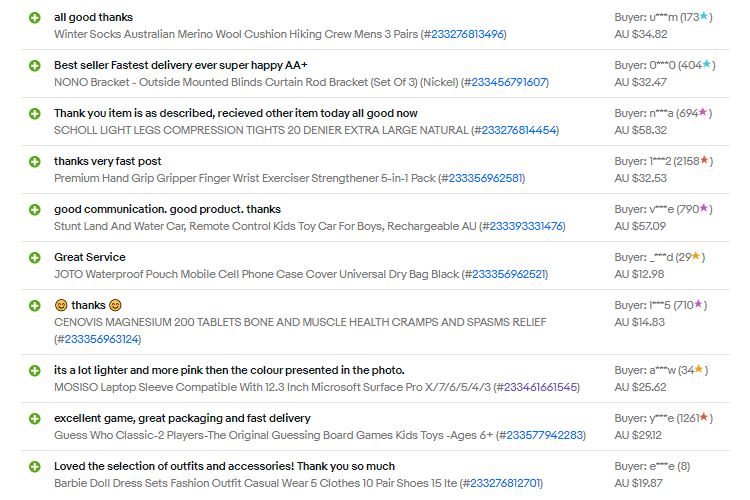 all good thanks
Buyer: u***m (173)
Winter Socks Australian Merino Wool Cushion Hiking Crew Mens 3 Pairs (#233276813496)
AU $34.82
Best seller Fastest delivery ever super happy AA+
Buyer: 0***0 (404)
NONO Bracket - Outside Mounted Blinds Curtain Rod Bracket (Set Of 3) (Nickel) (#233456791607)
AU $32.47
Thank you item is as described, recieved other item today all good now
Buyer: n***a (694)
SCHOLL LIGHT LEGS COMPRESSION TIGHTS 20 DENIER EXTRA LARGE NATURAL (#233276814454)
AU $58.32
thanks very fast post
Buyer: 1***2 (2158)
Premium Hand Grip Gripper Finger Wrist Exerciser Strengthener 5-in-1 Pack (#233356962581)
AU $32.53
good communication. good product. thanks
Buyer: v***e (790)
Stunt Land And Water Car, Remote Control Kids Toy Car For Boys, Rechargeable AU (#233393331476)
AU $57.09
Great Service
Buyer: _***d (29)
JOTO Waterproof Pouch Mobile Cell Phone Case Cover Universal Dry Bag Black (#233356962521)
AU $12.98
😊 thanks 😊
Buyer: l***5 (710)
CENOVIS MAGNESIUM 200 TABLETS BONE AND MUSCLE HEALTH CRAMPS AND SPASMS RELIEF
(#233356963124)
AU $14.83
its a lot lighter and more pink then the colour presented in the photo.
Buyer: a***w (34)
MOSISO Laptop Sleeve Compatible With 12.3 Inch Microsoft Surface Pro X/7/6/5/4/3 (#233461661545)
AU $25.62
excellent game, great packaging and fast delivery
Buyer: y***e (1261)
Guess Who Classic-2 Players-The Original Guessing Board Games Kids Toys -Ages 6+ (#233577942283)
AU $29.12
Loved the selection of outfits and accessories! Thank you so much
Buyer: e***e (8)
Barbie Doll Dress Sets Fashion Outfit Casual Wear 5 Clothes 10 Pair Shoes 15 Ite (#233276812701)
AU $19.87